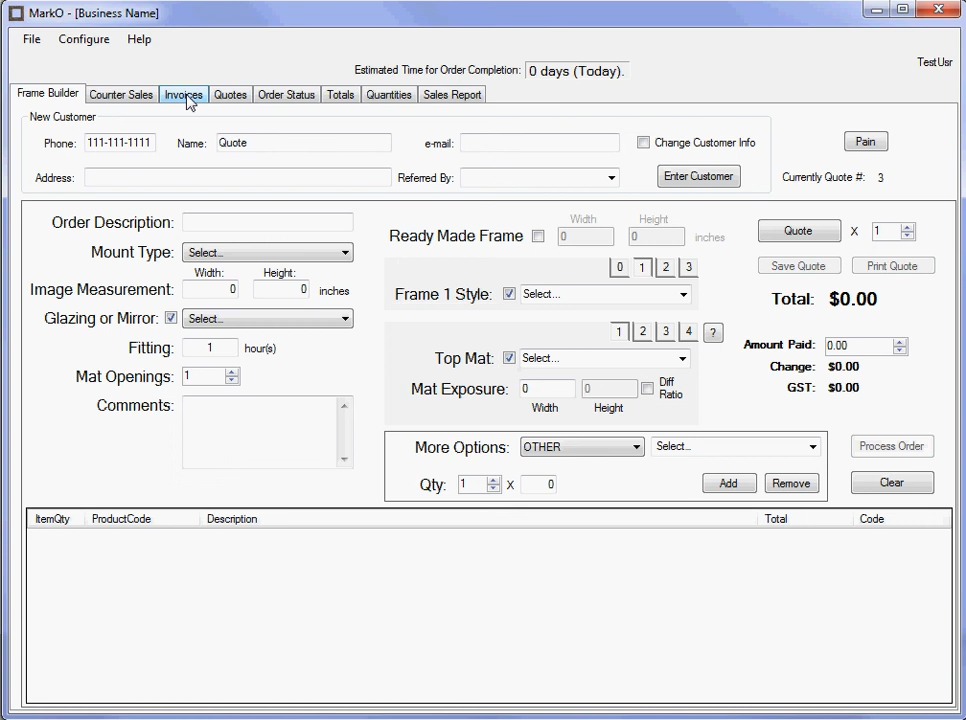 MarkO - [Business Name]
File Configure Help
Estimated Time for Order Completion: 0 days (Today).
TestUsr
Frame Builder Counter Sales Invoices Quotes Order Status Totals Quantities Sales Report
New Customer
Phone: 111-111-1111 Name: Quote e-mail: Change Customer Info Pain
Address: Referred By: Enter Customer Currently Quote #: 3
Order Description:
Mount Type: Select...
Width: Height:
Image Measurement: 0 0 inches
Glazing or Mirror: Select...
Fitting: 1 hour(s)
Mat Openings: 1
Comments:
Width Height
Ready Made Frame 0 0 inches
0 1 2 3
Frame 1 Style: Select...
1 2 3 4 ?
Top Mat: Select...
Mat Exposure: 0 0 Diff
Ratio
Width Height
More Options: OTHER Select...
Qty: 1 X 0 Add Remove
Quote X 1
Save Quote Print Quote
Total: $0.00
Amount Paid: 0.00
Change: $0.00
GST: $0.00
Process Order
Clear
ItemQty ProductCode Description Total Code